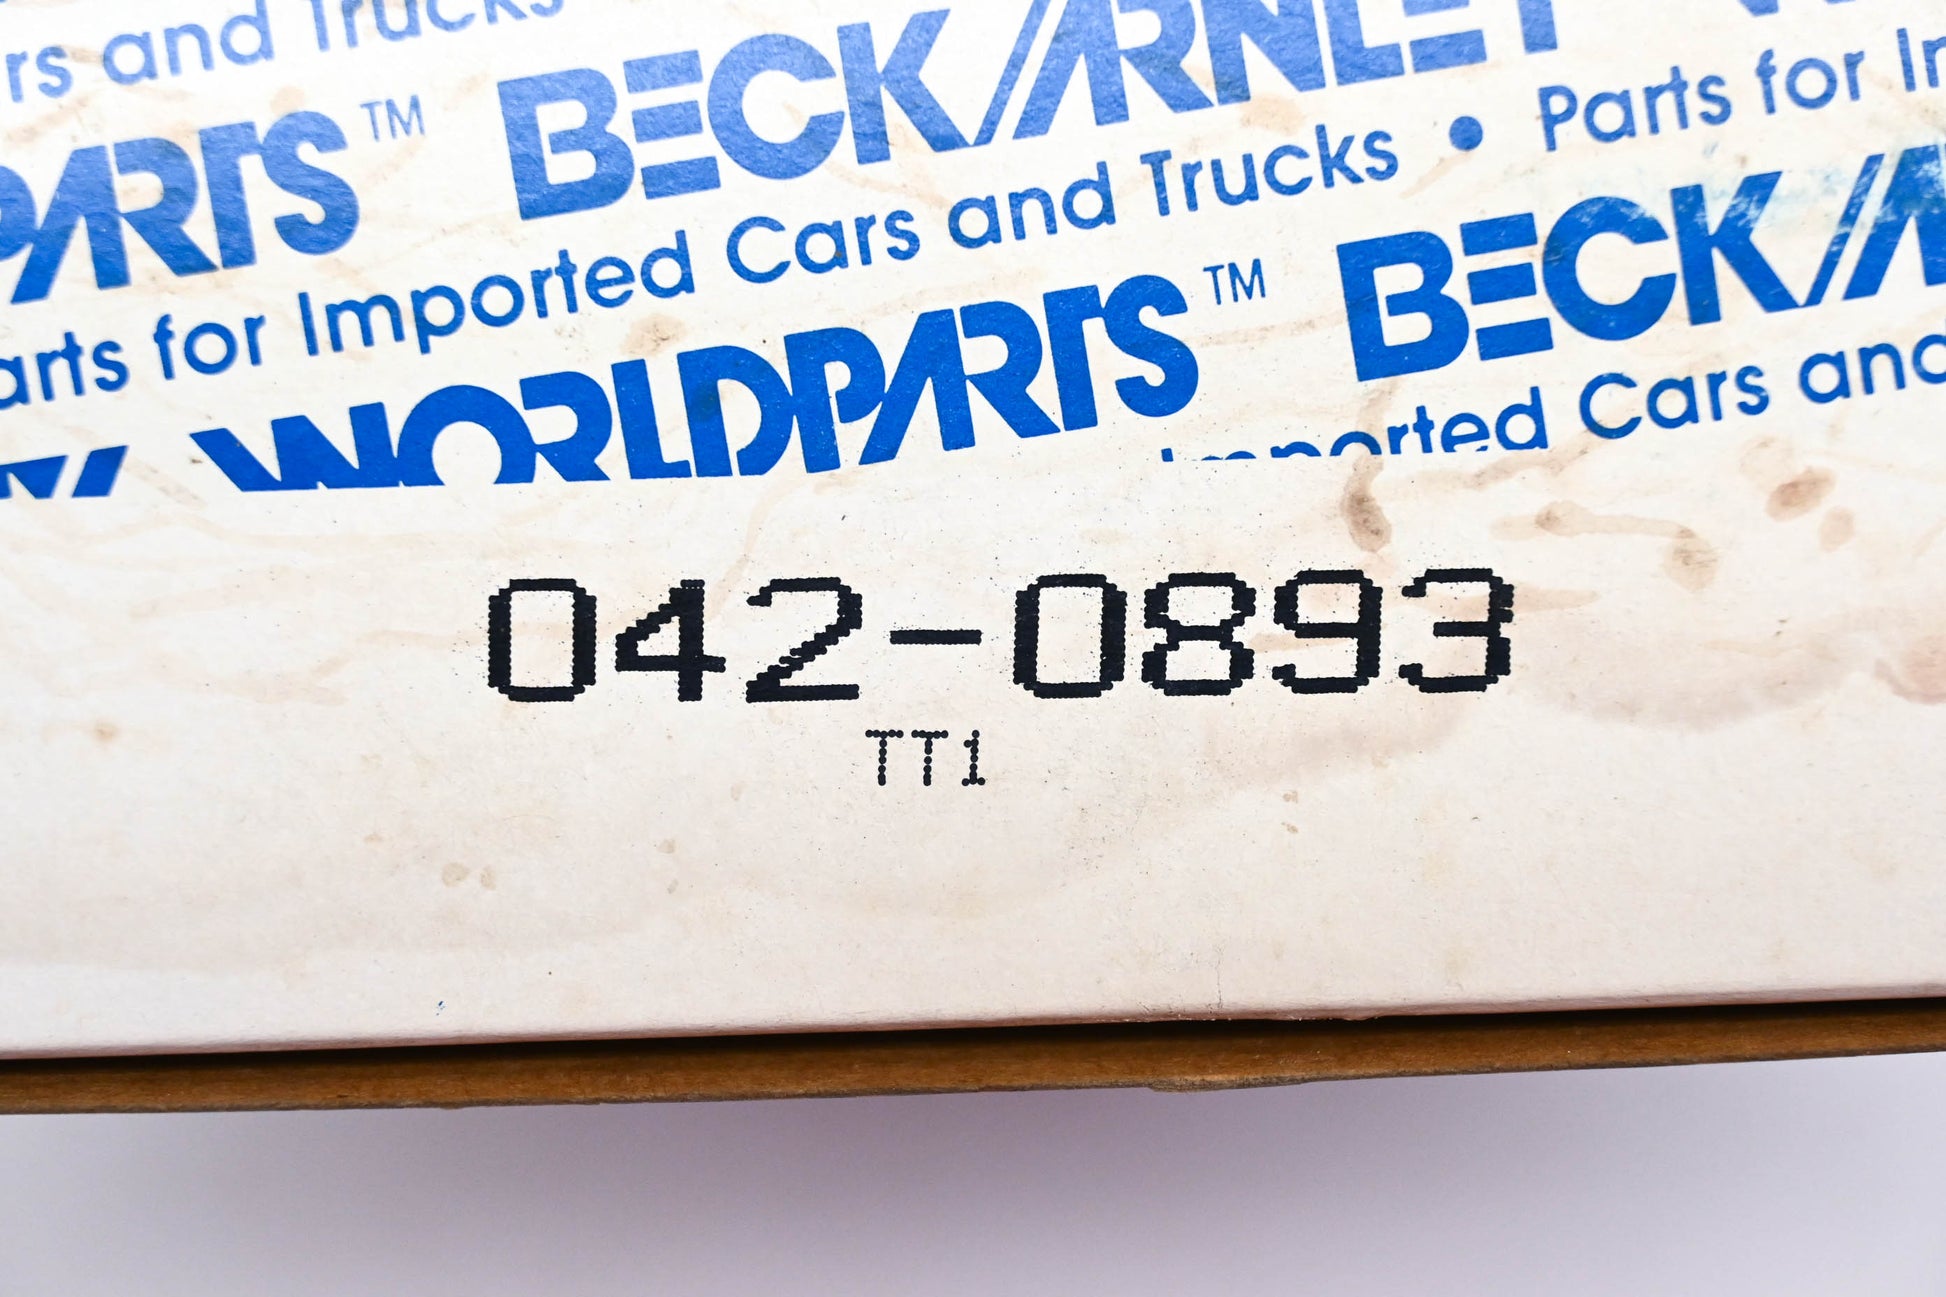 rs and Trucks
PARTS™ BECK/ARNLEY
arts for Imported Cars and Trucks • Parts for Im
WORLDPARTS™ BECK/A
Imported Cars and
042-0893
TT1